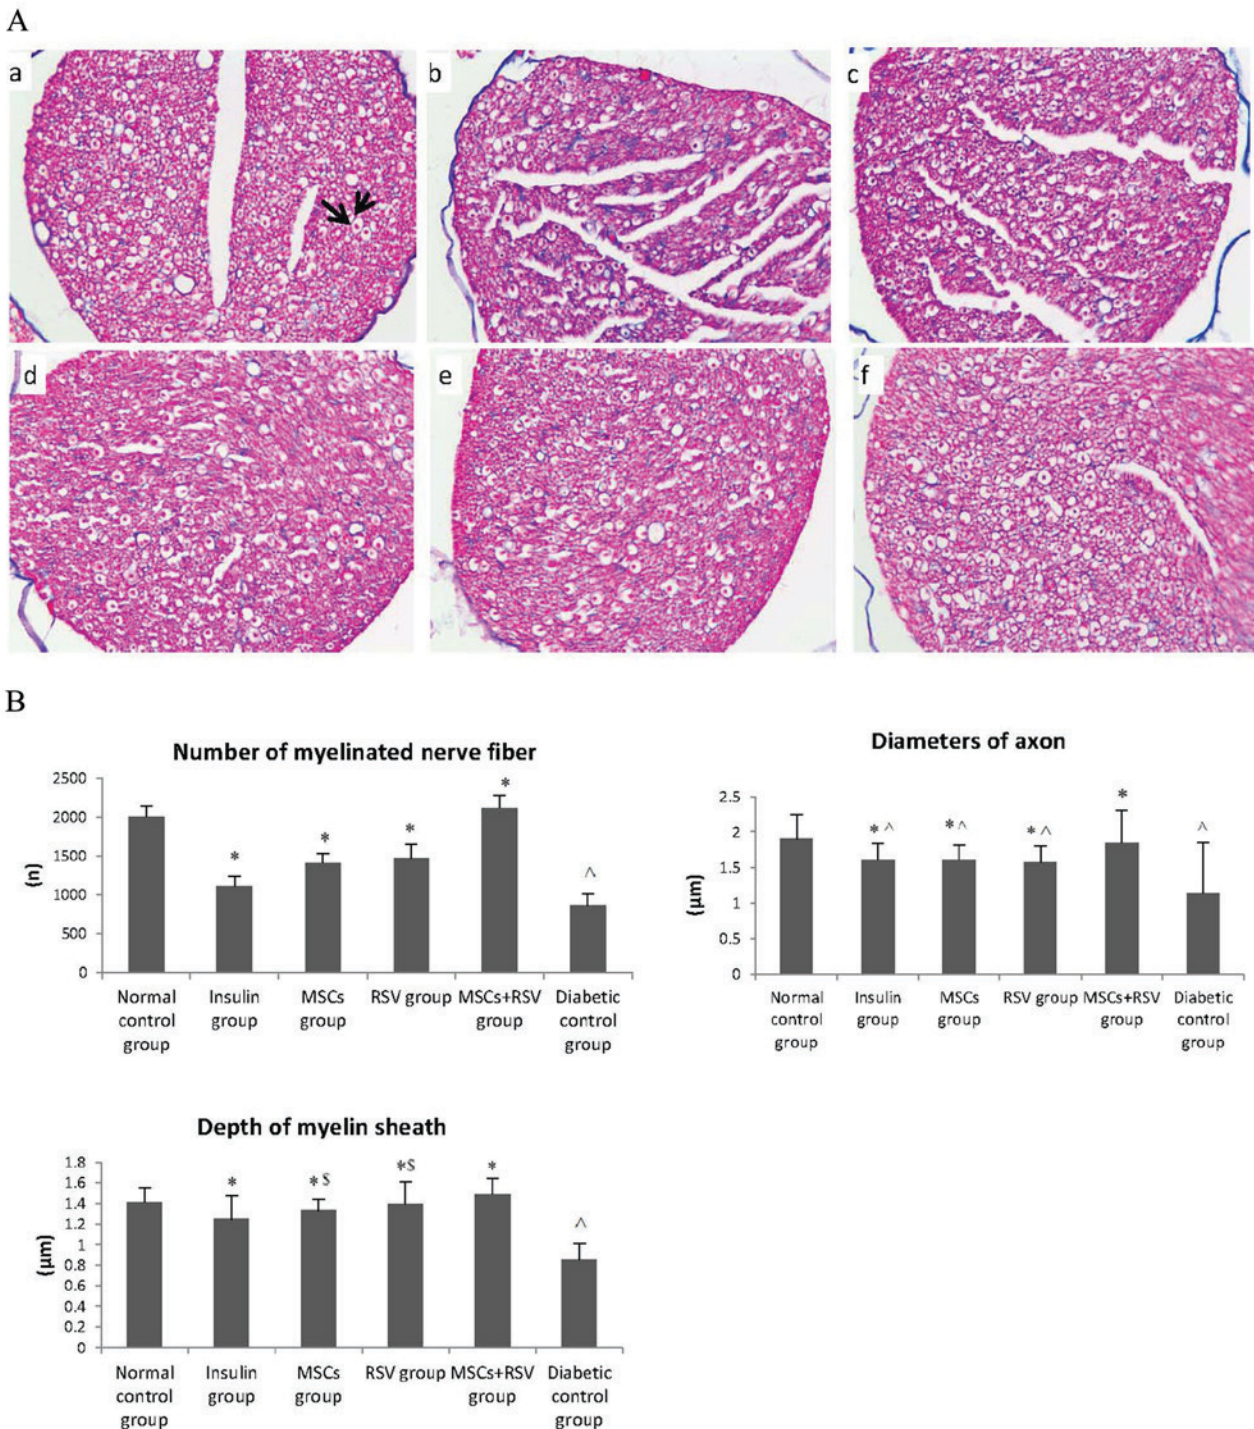 A
a
b
c
d
e
f
B
Number of myelinated nerve fiber
2500
2000
1500
1000
500
0
(n)
*
*
*
*
^
Normal control group
Insulin group
MSCs group
RSV group
MSCs+RSV group
Diabetic control group
Diameters of axon
2.5
2
1.5
1
0.5
0
(μm)
* ^
* ^
* ^
*
^
Normal control group
Insulin group
MSCs group
RSV group
MSCs+RSV group
Diabetic control group
Depth of myelin sheath
1.8
1.6
1.4
1.2
1
0.8
0.6
0.4
0.2
0
(μm)
*
* $
*$
*
^
Normal control group
Insulin group
MSCs group
RSV group
MSCs+RSV group
Diabetic control group